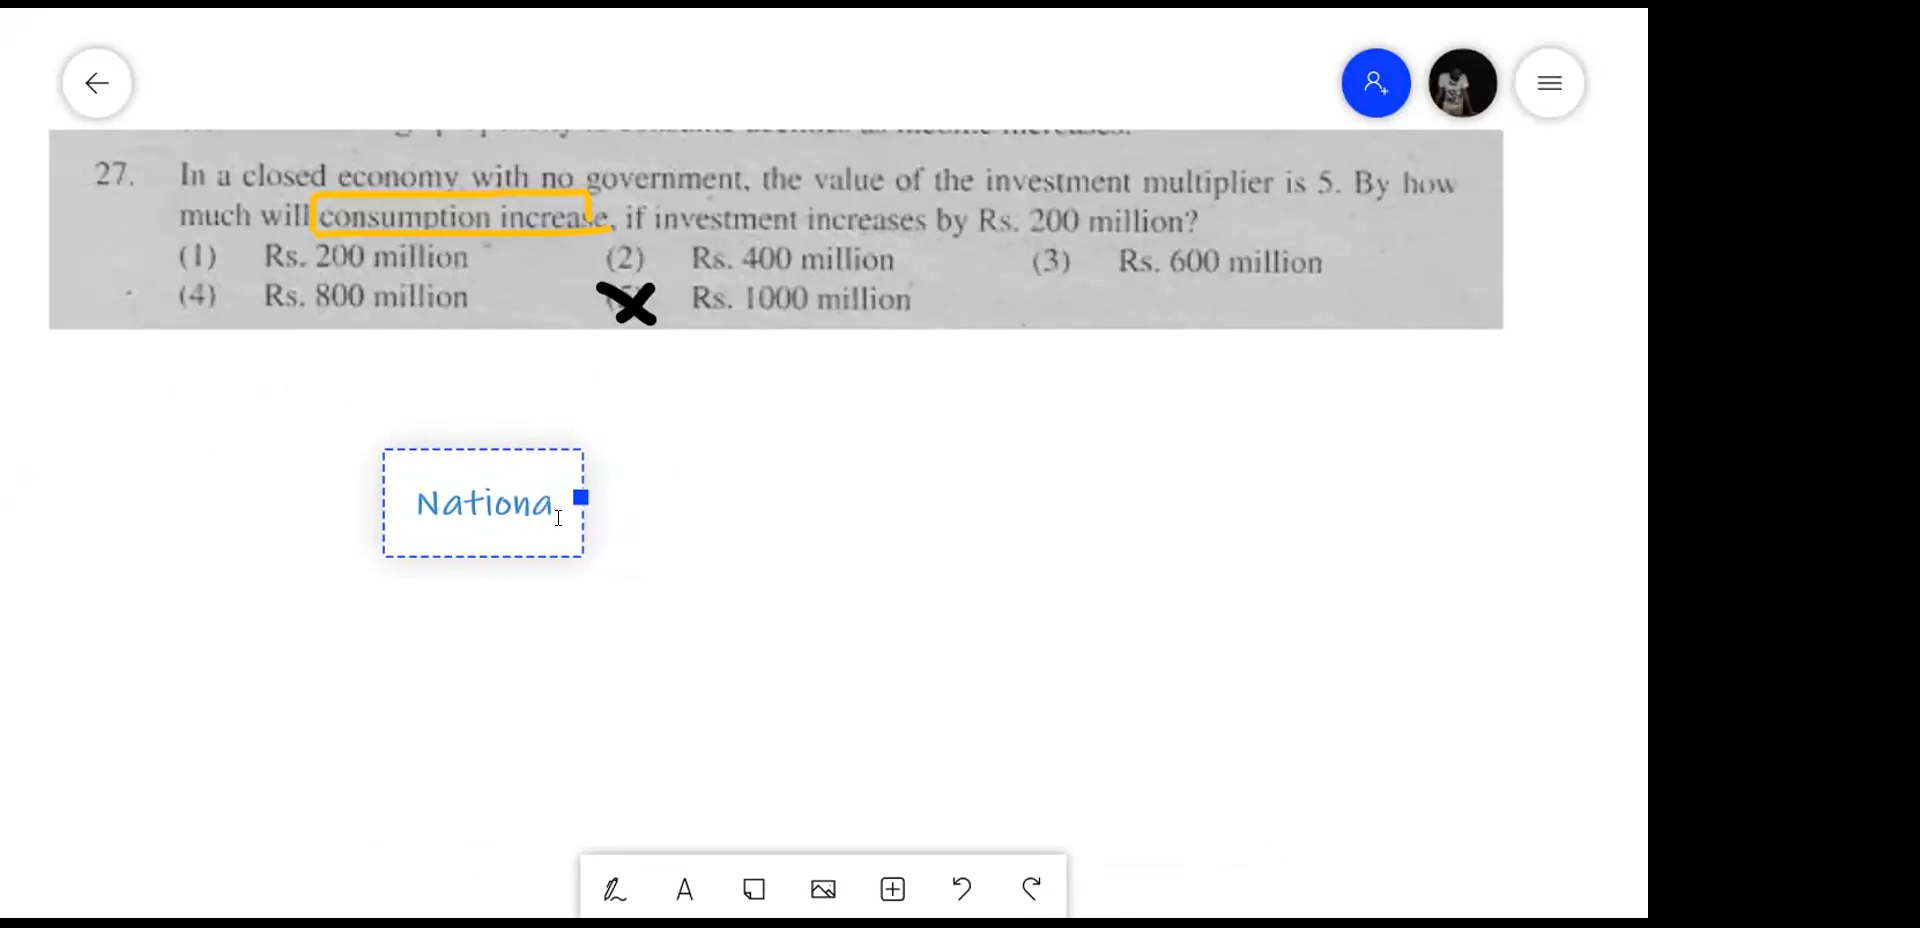 27. In a closed economy with no government, the value of the investment multiplier is 5. By how
much will consumption increase, if investment increases by Rs. 200 million?
(1) Rs. 200 million (2) Rs. 400 million (3) Rs. 600 million
(4) Rs. 800 million Rs. 1000 million
Nationa
A